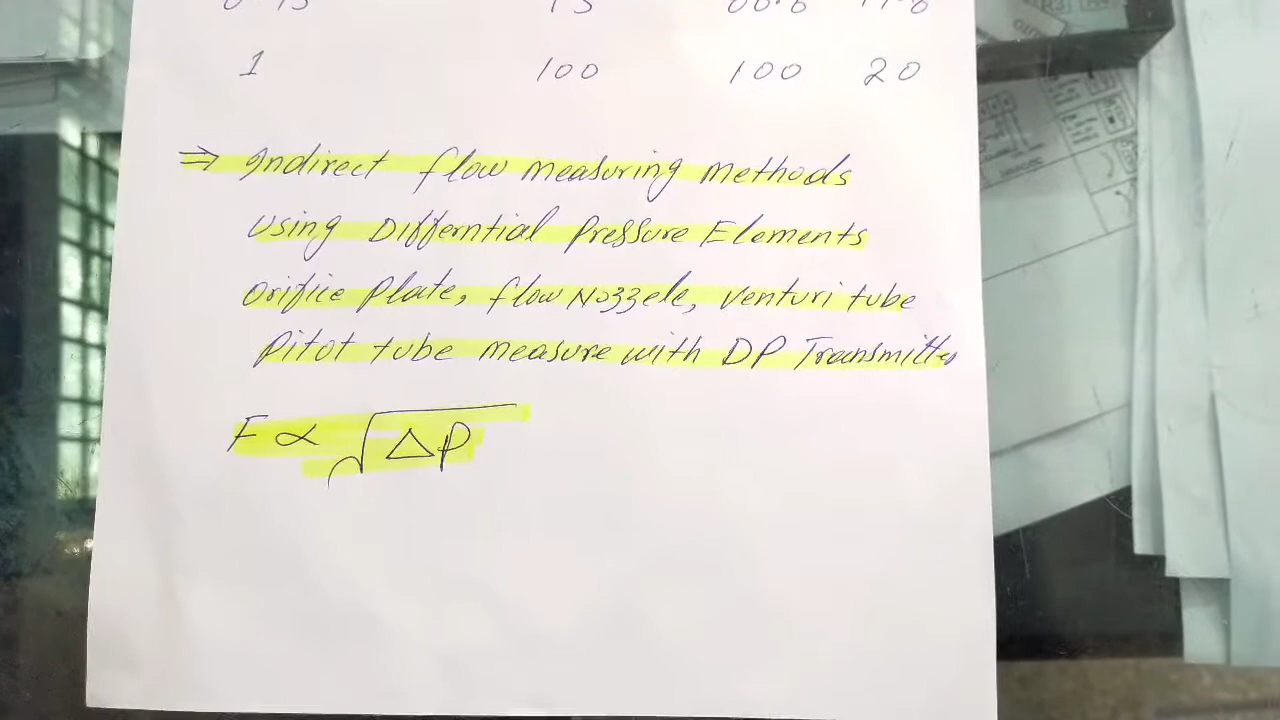 1 100 100 20
⇒ Indirect flow measuring methods
Using Differntial Pressure Elements
Orifice Plate, flow Nozzele, Venturi tube
Pitot tube measure with DP Transmitter
F ∝ √ΔP